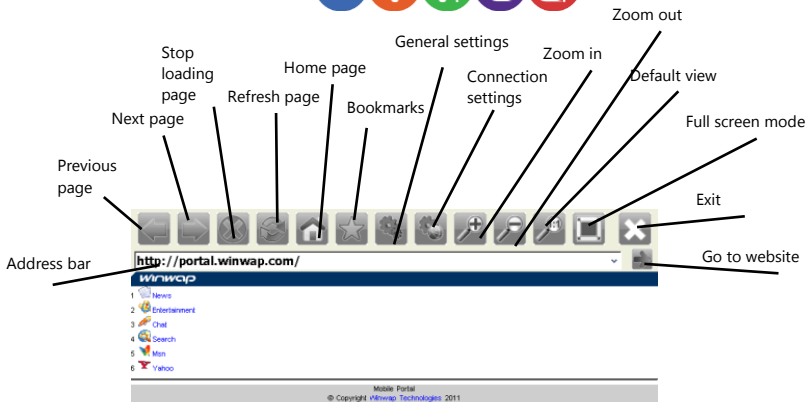 Zoom out
General settings
Stop
loading
page
Zoom in
Home page
Connection
settings
Default view
Refresh page
Bookmarks
Next page
Full screen mode
Previous
page
Exit
Address bar
http://portal.winwap.com/
Go to website
winwap
1 News
2 Entertainment
3 Chat
4 Search
5 Msn
6 Yahoo
Mobile Portal
© Copyright Winwap Technologies 2011